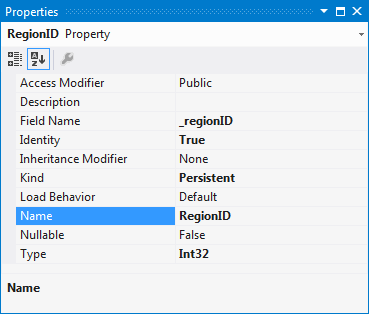 Properties
RegionID Property
Access Modifier Public
Description
Field Name _regionID
Identity True
Inheritance Modifier None
Kind Persistent
Load Behavior Default
Name RegionID
Nullable False
Type Int32
Name